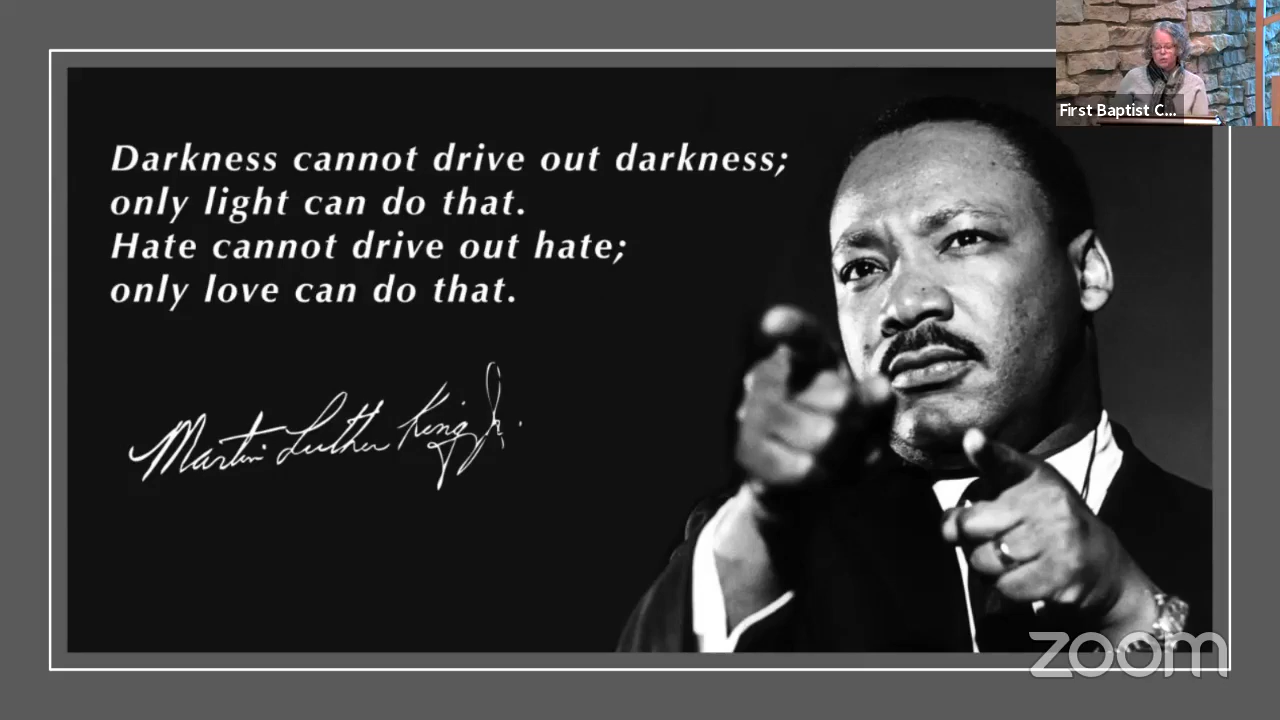 Darkness cannot drive out darkness;
only light can do that.
Hate cannot drive out hate;
only love can do that.
Martin Luther King Jr.
First Baptist C...
zoom